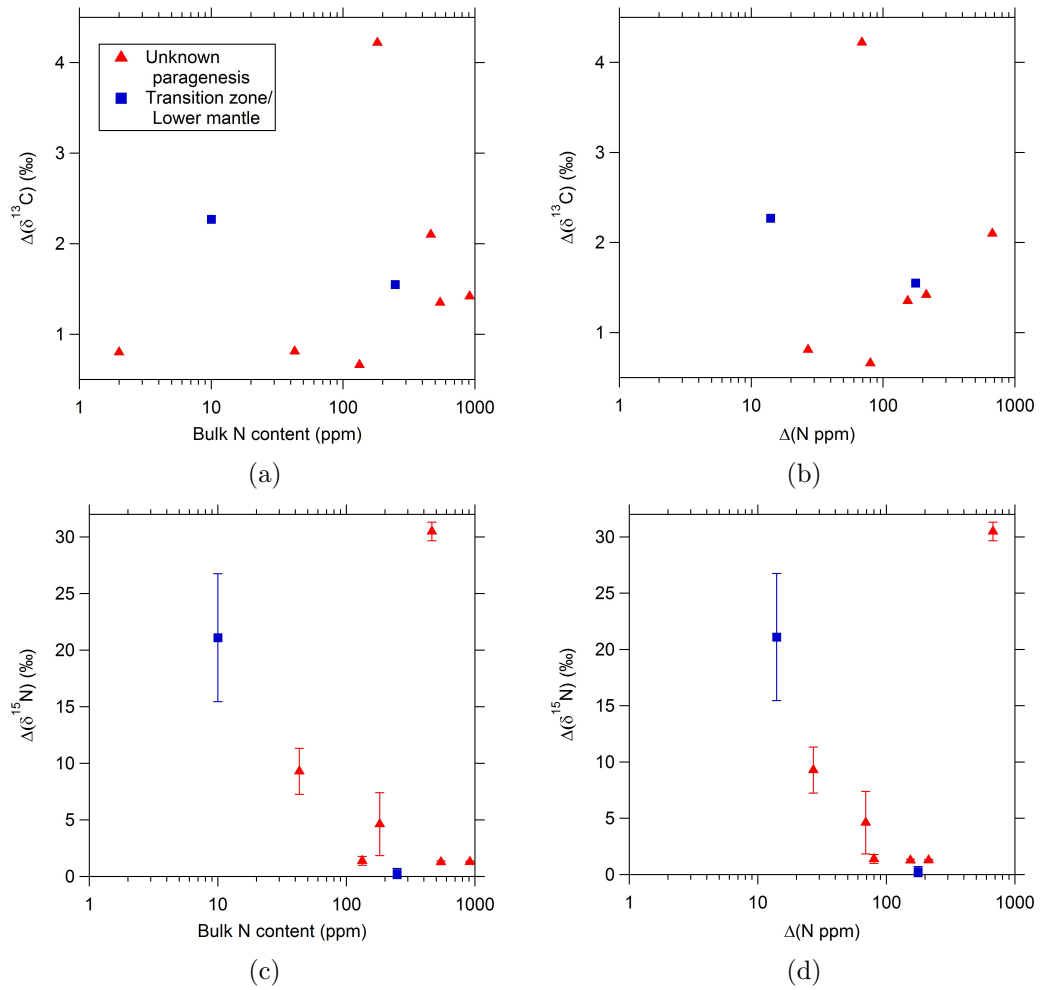 4
3
2
1
Δ(δ13C) (‰)
Unknown
paragenesis
Transition zone/
Lower mantle
1
10
100
1000
Bulk N content (ppm)
(a)
4
3
2
1
Δ(δ13C) (‰)
1
10
100
1000
Δ(N ppm)
(b)
30
25
20
15
10
5
0
Δ(δ15N) (‰)
1
10
100
1000
Bulk N content (ppm)
(c)
30
25
20
15
10
5
0
Δ(δ15N) (‰)
1
10
100
1000
Δ(N ppm)
(d)